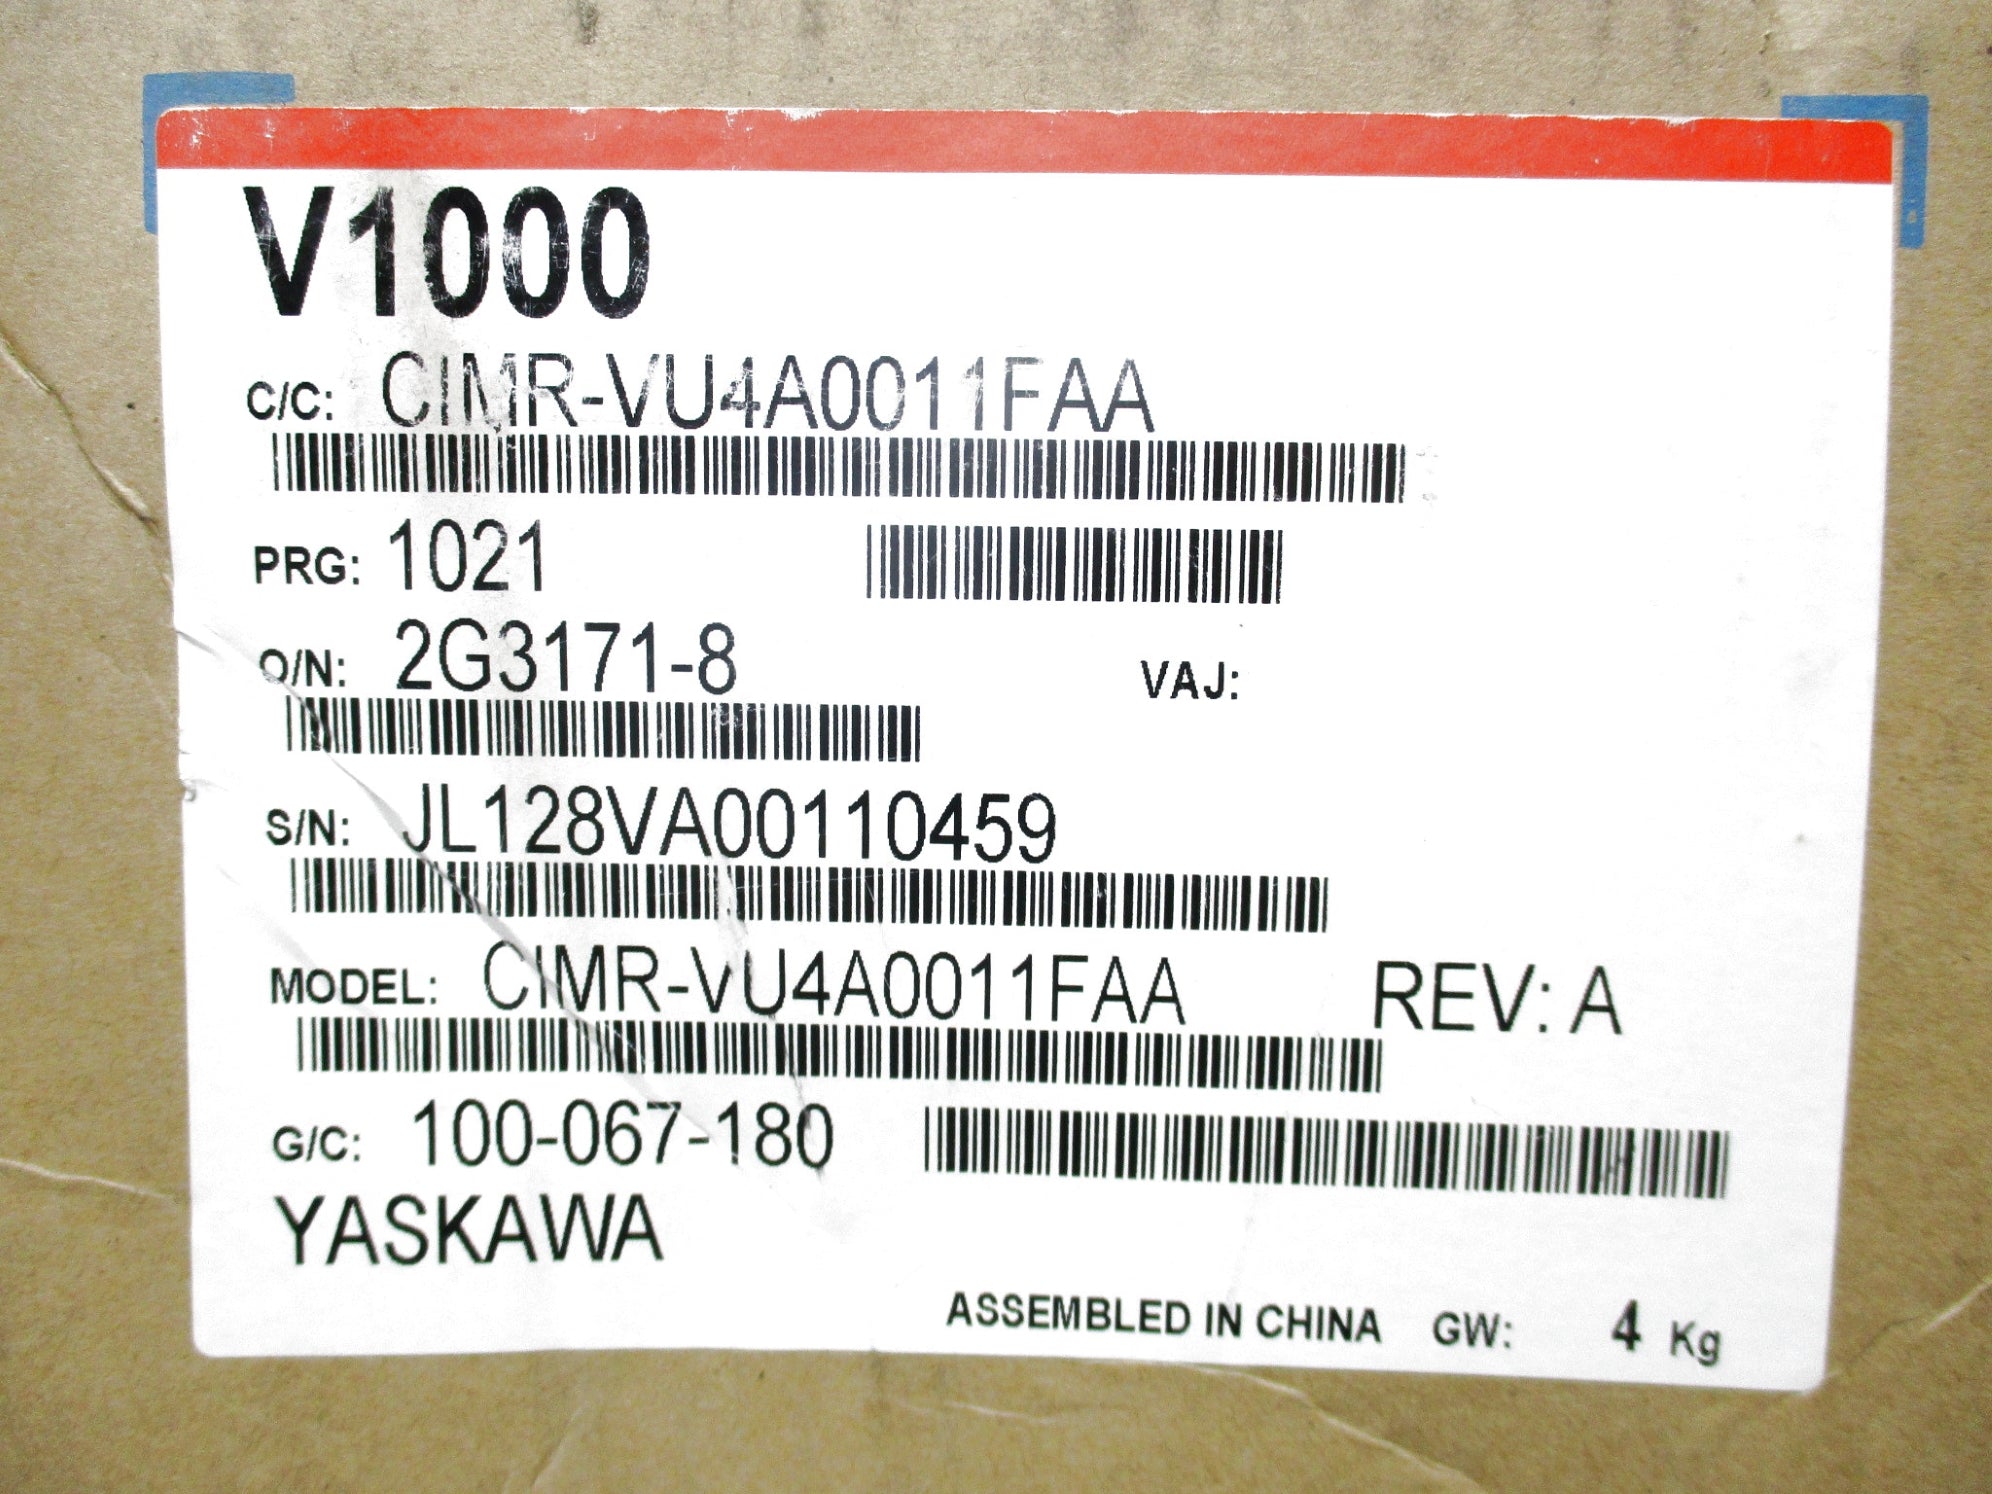 V1000
C/C: CIMR-VU4A0011FAA
PRG: 1021
O/N: 2G3171-8 VAJ:
S/N: JL128VA00110459
MODEL: CIMR-VU4A0011FAA REV: A
G/C: 100-067-180
YASKAWA
ASSEMBLED IN CHINA GW: 4 Kg